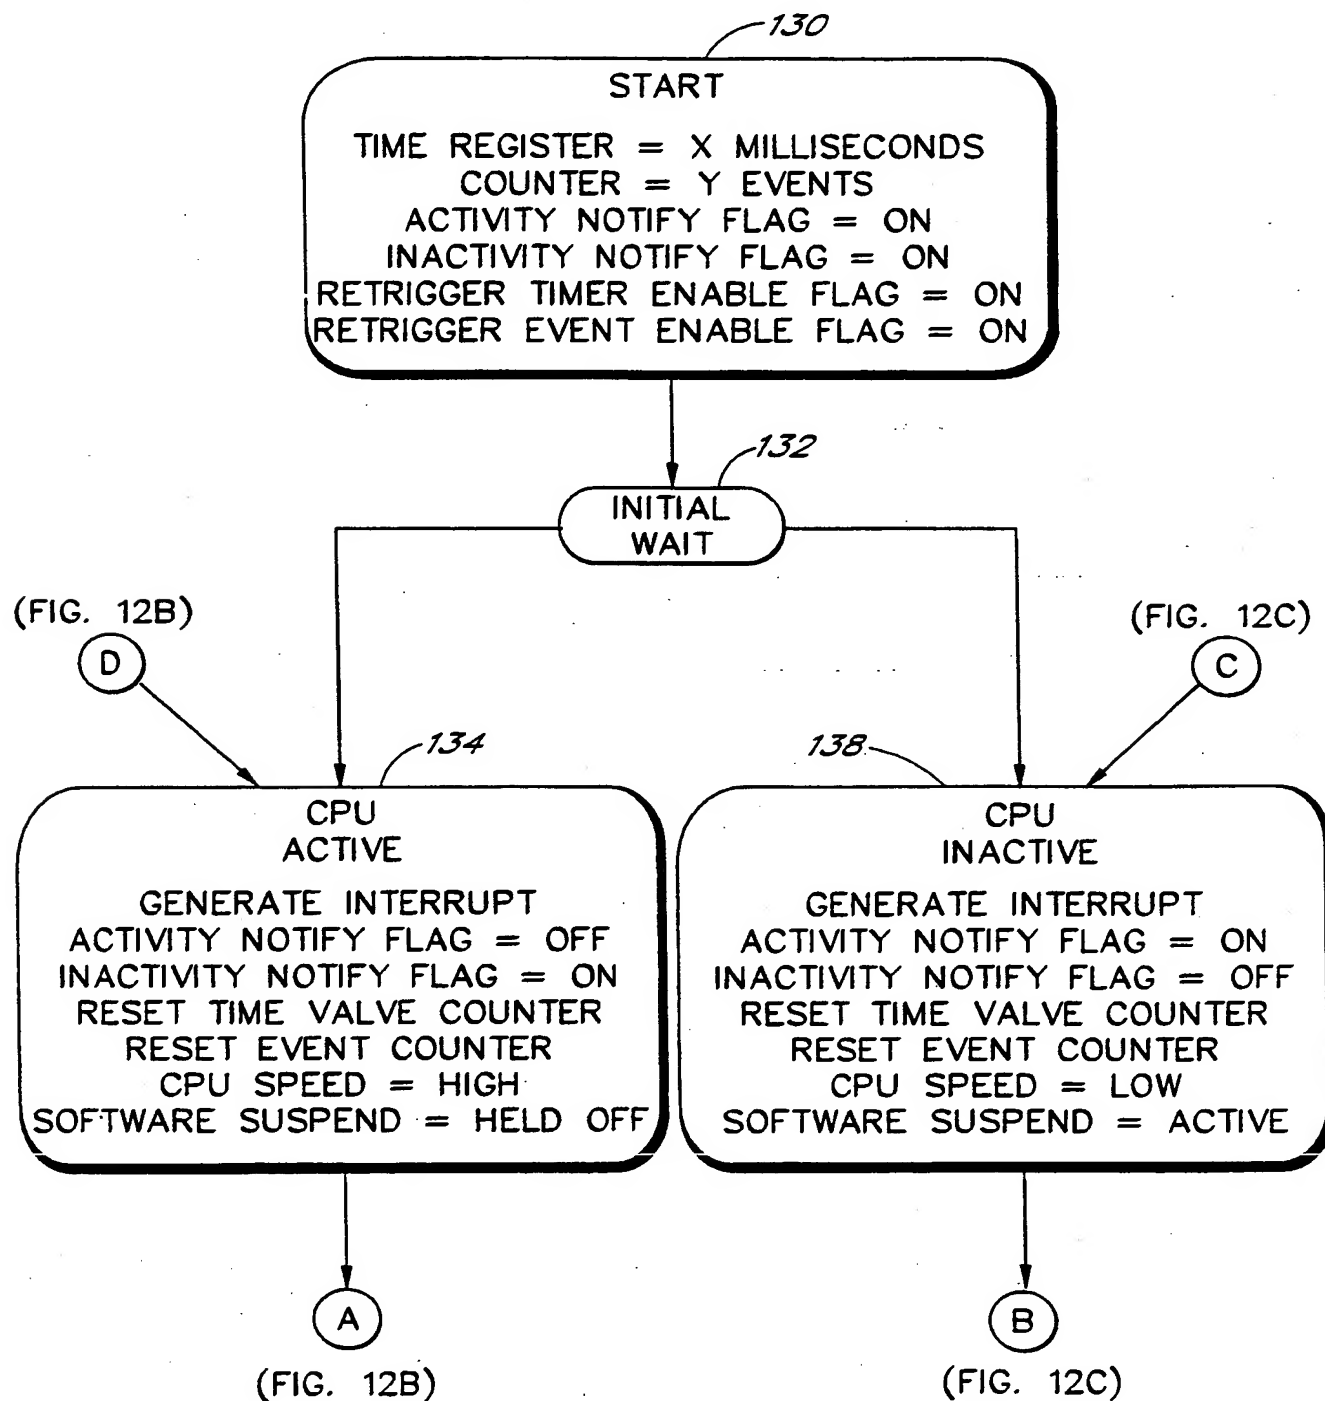 130
START
TIME REGISTER = X MILLISECONDS
COUNTER = Y EVENTS
ACTIVITY NOTIFY FLAG = ON
INACTIVITY NOTIFY FLAG = ON
RETRIGGER TIMER ENABLE FLAG = ON
RETRIGGER EVENT ENABLE FLAG = ON
132
INITIAL
WAIT
(FIG. 12B)
D
(FIG. 12C)
C
134
CPU
ACTIVE
GENERATE INTERRUPT
ACTIVITY NOTIFY FLAG = OFF
INACTIVITY NOTIFY FLAG = ON
RESET TIME VALVE COUNTER
RESET EVENT COUNTER
CPU SPEED = HIGH
SOFTWARE SUSPEND = HELD OFF
138
CPU
INACTIVE
GENERATE INTERRUPT
ACTIVITY NOTIFY FLAG = ON
INACTIVITY NOTIFY FLAG = OFF
RESET TIME VALVE COUNTER
RESET EVENT COUNTER
CPU SPEED = LOW
SOFTWARE SUSPEND = ACTIVE
A
(FIG. 12B)
B
(FIG. 12C)